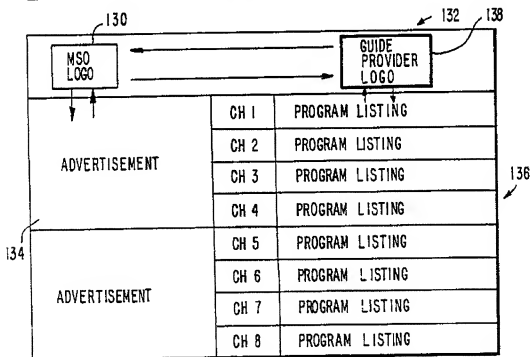 130
132
138
MSO
LOGO
GUIDE
PROVIDER
LOGO
ADVERTISEMENT
CH 1 PROGRAM LISTING
CH 2 PROGRAM LISTING
CH 3 PROGRAM LISTING
CH 4 PROGRAM LISTING
136
134
ADVERTISEMENT
CH 5 PROGRAM LISTING
CH 6 PROGRAM LISTING
CH 7 PROGRAM LISTING
CH 8 PROGRAM LISTING